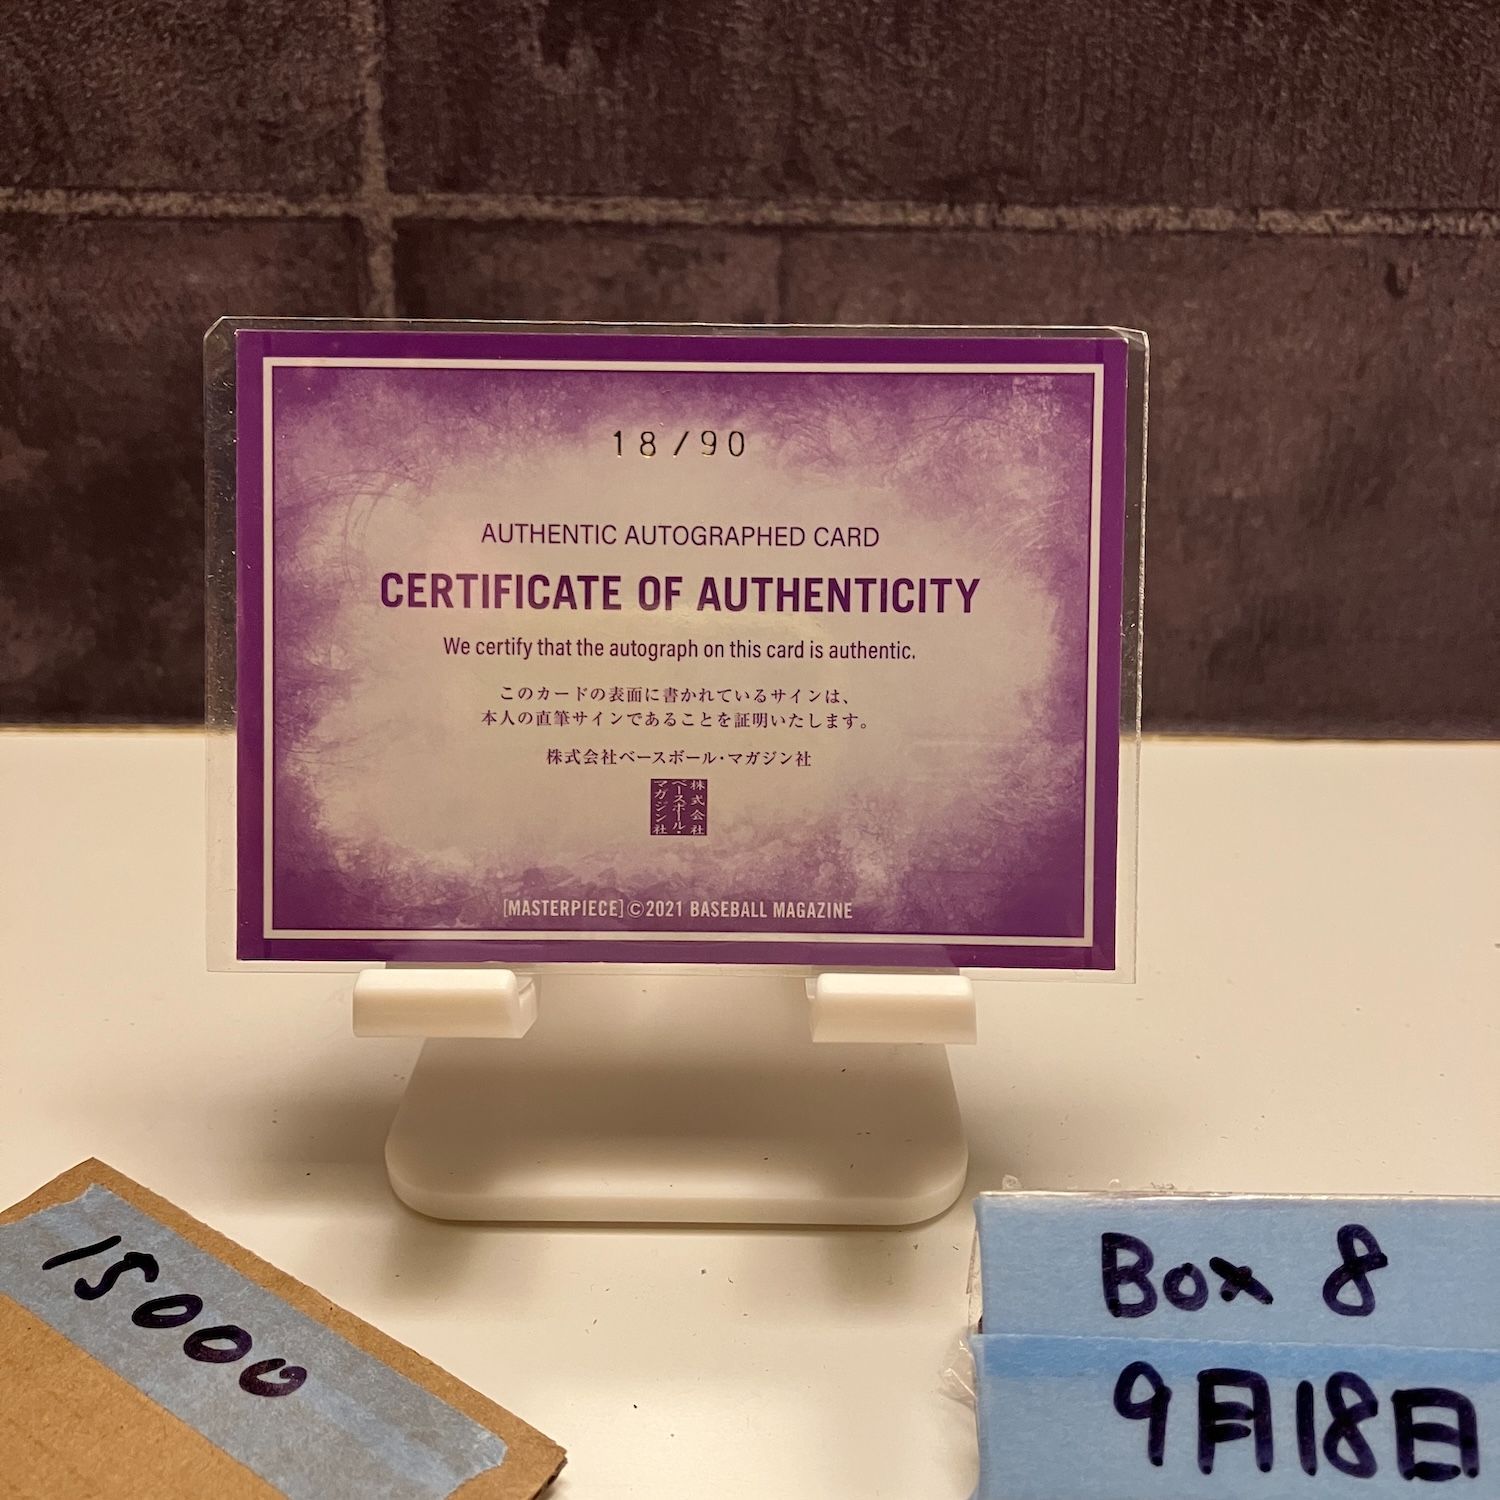 18/90
AUTHENTIC AUTOGRAPHED CARD
CERTIFICATE OF AUTHENTICITY
We certify that the autograph on this card is authentic.
このカードの表面に書かれているサインは、
本人の直筆サインであることを証明いたします。
株式会社ベースボール・マガジン社
株式会社
ベースボール・
マガジン社
[MASTERPIECE]©2021 BASEBALL MAGAZINE
15000
Box 8
9月18日